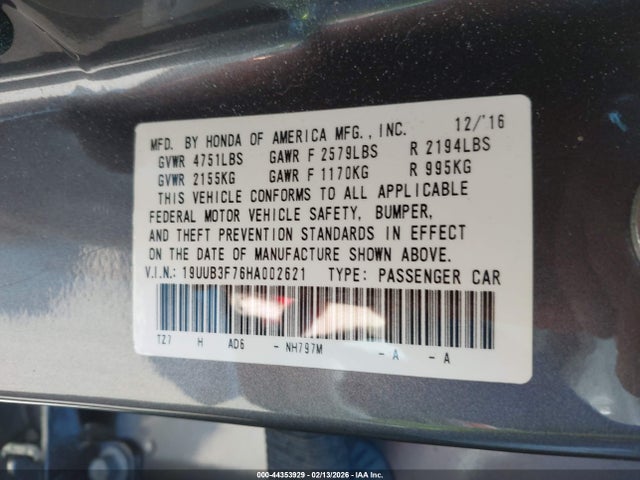 MFD. BY HONDA OF AMERICA MFG., INC. 12/'16
GVWR 4751LBS GAWR F 2579LBS R 2194LBS
GVWR 2155KG GAWR F 1170KG R 995KG
THIS VEHICLE CONFORMS TO ALL APPLICABLE
FEDERAL MOTOR VEHICLE SAFETY, BUMPER,
AND THEFT PREVENTION STANDARDS IN EFFECT
ON THE DATE OF MANUFACTURE SHOWN ABOVE.
V.I.N.: 19UUB3F76HA002621 TYPE: PASSENGER CAR
TZ7 H AD6 - NH797M - A - A
000-44353929 - 02/13/2026 - IAA Inc.